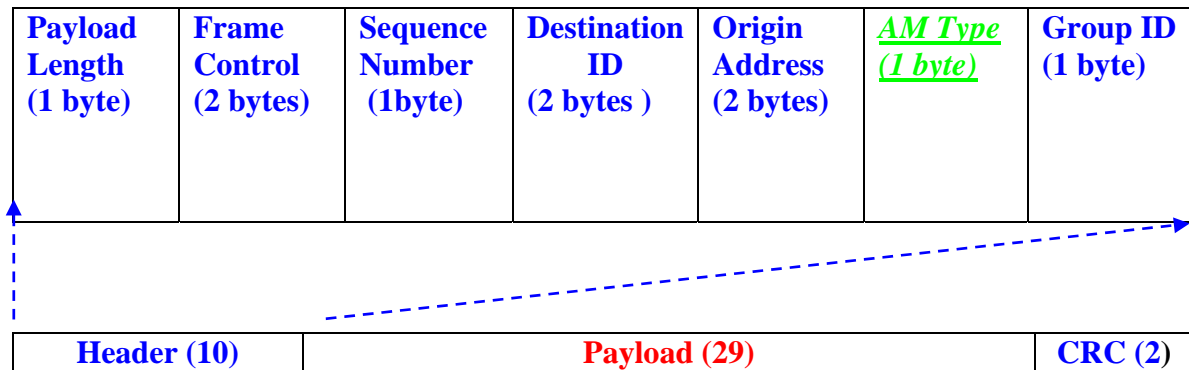 Payload
Length
(1 byte)
Frame
Control
(2 bytes)
Sequence
Number
(1byte)
Destination
ID
(2 bytes )
Origin
Address
(2 bytes)
AM Type
(1 byte)
Group ID
(1 byte)
Header (10)
Payload (29)
CRC (2)